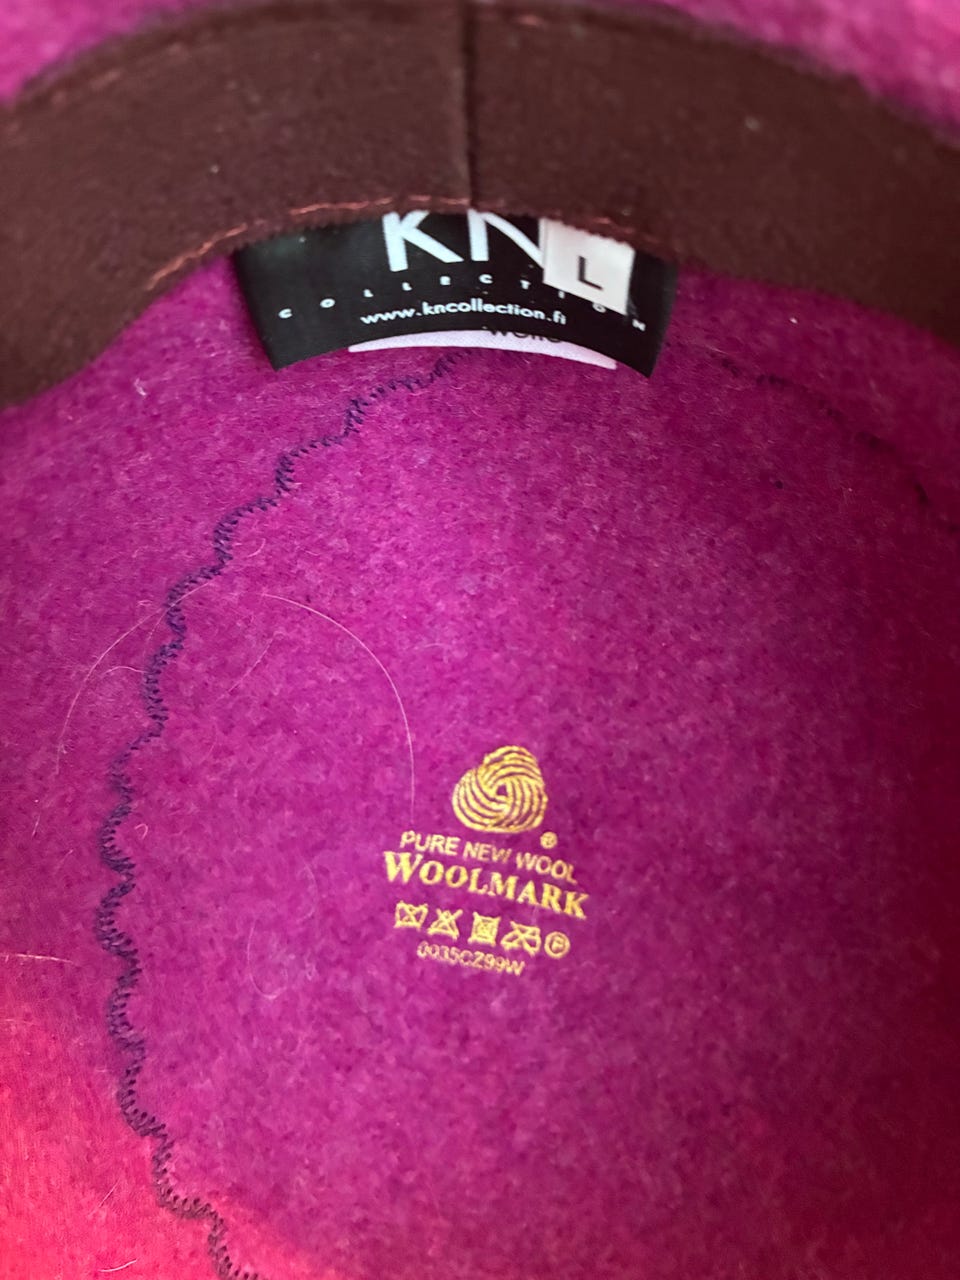 KN
L
COLLECTION
www.kncollection.fi
®
PURE NEW WOOL
WOOLMARK
P
0035CZ99W